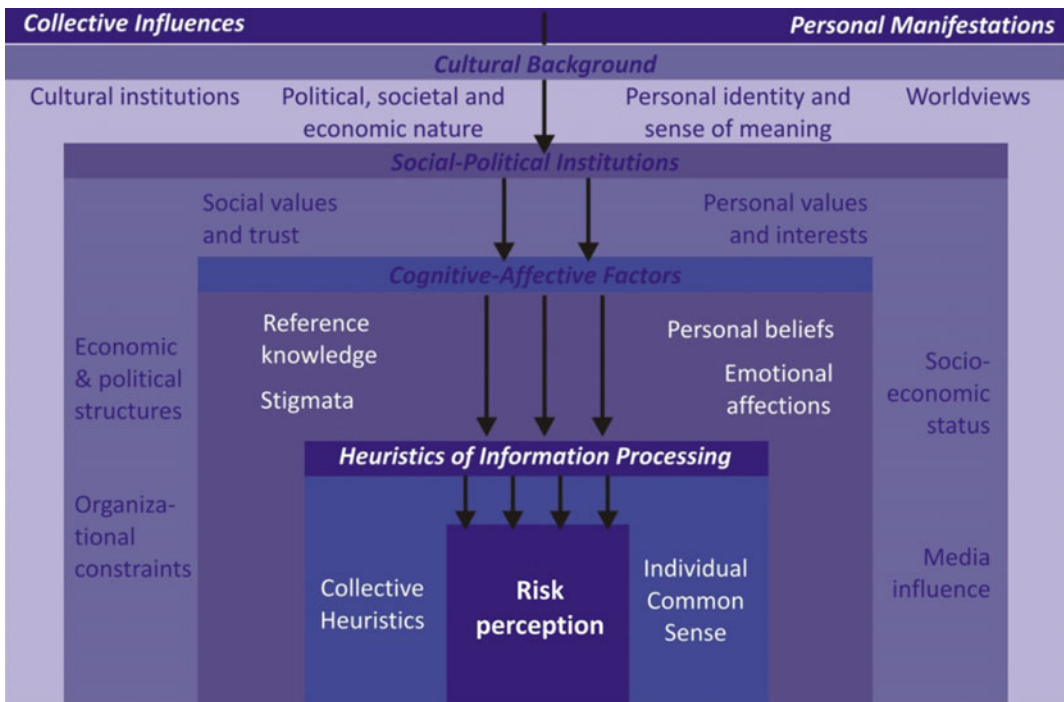 Collective Influences
Personal Manifestations
Cultural Background
Cultural institutions
Political, societal and
economic nature
Personal identity and
sense of meaning
Worldviews
Social-Political Institutions
Social values
and trust
Personal values
and interests
Cognitive-Affective Factors
Economic
& political
structures
Organiza-
tional
constraints
Reference
knowledge
Stigmata
Personal beliefs
Emotional
affections
Socio-
economic
status
Media
influence
Heuristics of Information Processing
Collective
Heuristics
Risk
perception
Individual
Common
Sense